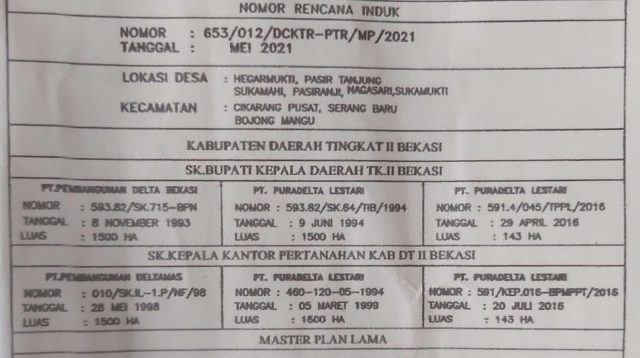 NOMOR RENCANA INDUK
NOMOR : 653/012/DCKTR-PTR/MP/2021
TANGGAL : MEI 2021
LOKASI DESA : HEGARMUKTI, PASIR TANJUNG
SUKAMAHI, PASIRANJI, NAGASARI,SUKAMUKTI
KECAMATAN : CIKARANG PUSAT, SERANG BARU
BOJONG MANGU
KABUPATEN DAERAH TINGKAT II BEKASI
SK.BUPATI KEPALA DAERAH TK.II BEKASI
PT.PEMBANGUNAN DELTA BEKASI PT. PURADELTA LESTARI PT. PURADELTA LESTARI
NOMOR : 593.82/SK.715-BPN NOMOR : 593.82/SK.64/TIB/1994 NOMOR : 591.4/045/TPPL/2016
TANGGAL : 8 NOVEMBER 1993 TANGGAL : 9 JUNI 1994 TANGGAL : 29 APRIL 2016
LUAS : 1500 HA LUAS : 1500 HA LUAS : 143 HA
SK.KEPALA KANTOR PERTANAHAN KAB DT II BEKASI
PT.PEMBANGUNAN DELTAMAS PT. PURADELTA LESTARI PT. PURADELTA LESTARI
NOMOR : 010/SK.IL-1.P/NF/98 NOMOR : 460-120-05-1994 NOMOR : 591/KEP.016-BPMPPT/2016
TANGGAL : 28 MEI 1998 TANGGAL : 05 MARET 1999 TANGGAL : 20 JULI 2016
LUAS : 1500 HA LUAS : 1500 HA LUAS : 143 HA
MASTER PLAN LAMA